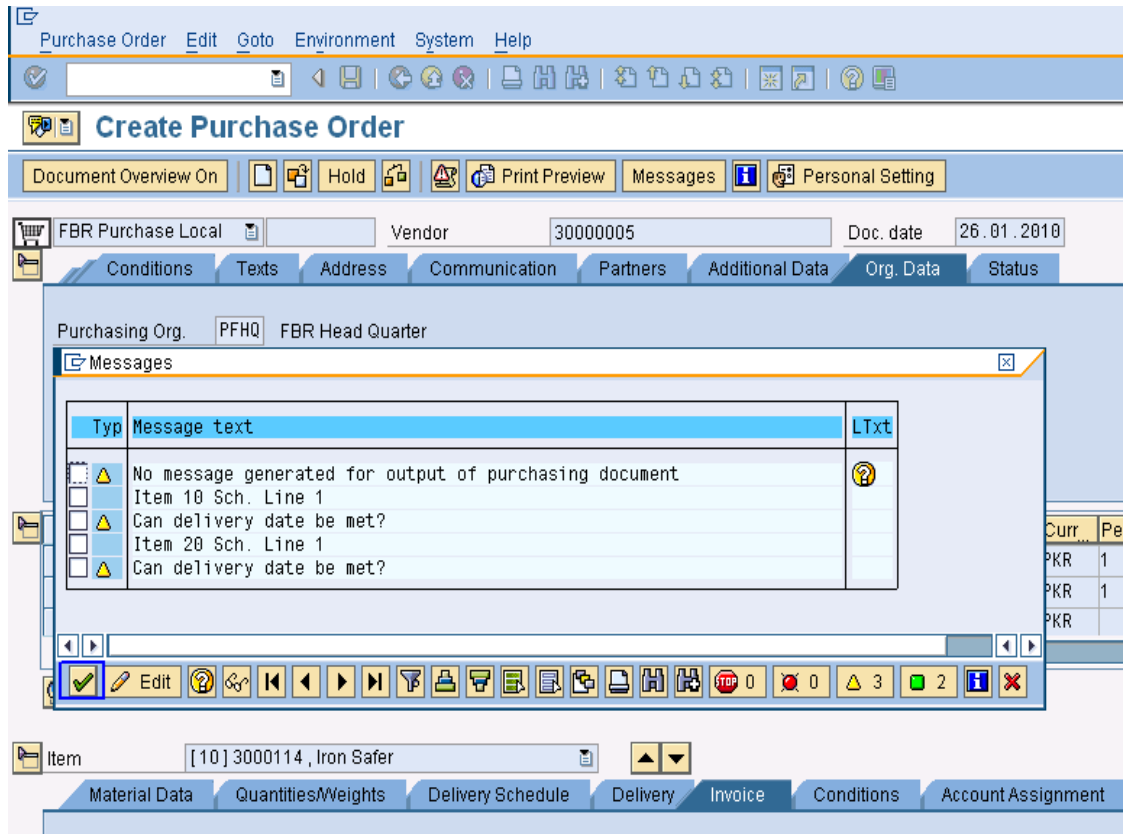 Purchase Order Edit Goto Environment System Help
Create Purchase Order
Document Overview On Hold Print Preview Messages Personal Setting
FBR Purchase Local Vendor 30000005 Doc. date 26.01.2010
Conditions Texts Address Communication Partners Additional Data Org. Data Status
Purchasing Org. PFHQ FBR Head Quarter
Messages
Typ Message text LTxt
No message generated for output of purchasing document
Item 10 Sch. Line 1
Can delivery date be met?
Item 20 Sch. Line 1
Can delivery date be met?
Curr... Pe
PKR 1
PKR 1
PKR
Edit STOP 0 0 3 2
Item [10] 3000114 , Iron Safer
Material Data Quantities/Weights Delivery Schedule Delivery Invoice Conditions Account Assignment